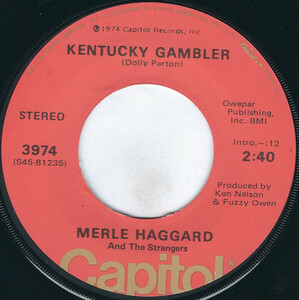 ℗ 1974 Capitol Records, Inc
KENTUCKY GAMBLER
(Dolly Parton)
STEREO
Owepar
Publishing,
Inc.-BMI
3974
(S45-81235)
Intro.-:12
2:40
Produced by
Ken Nelson
& Fuzzy Owen
MERLE HAGGARD
And The Strangers
Capitol®